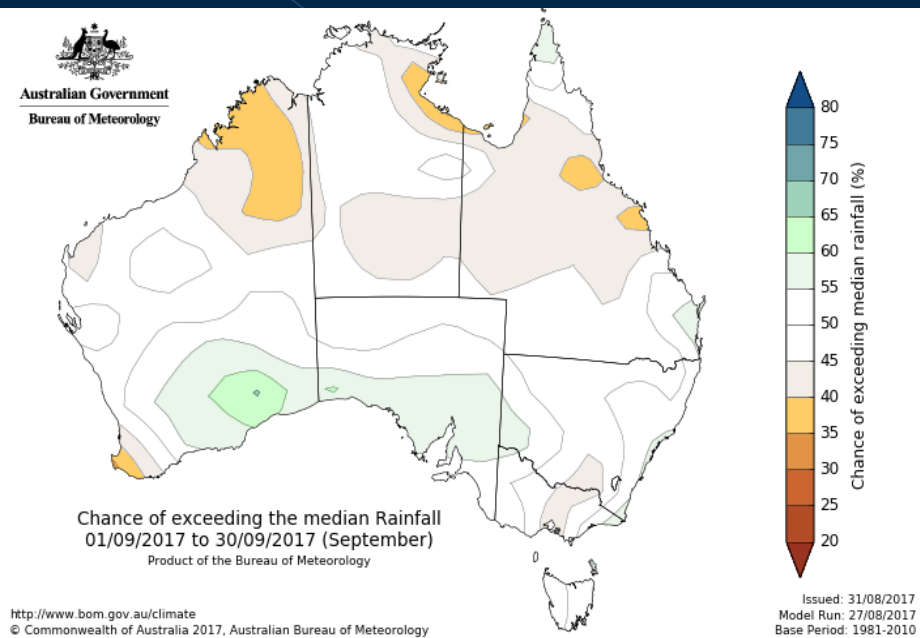 Australian Government
Bureau of Meteorology
80
75
70
65
60
55
50
45
40
35
30
25
20
Chance of exceeding median rainfall (%)
Chance of exceeding the median Rainfall
01/09/2017 to 30/09/2017 (September)
Product of the Bureau of Meteorology
http://www.bom.gov.au/climate
© Commonwealth of Australia 2017, Australian Bureau of Meteorology
Issued: 31/08/2017
Model Run: 27/08/2017
Base Period: 1981-2010